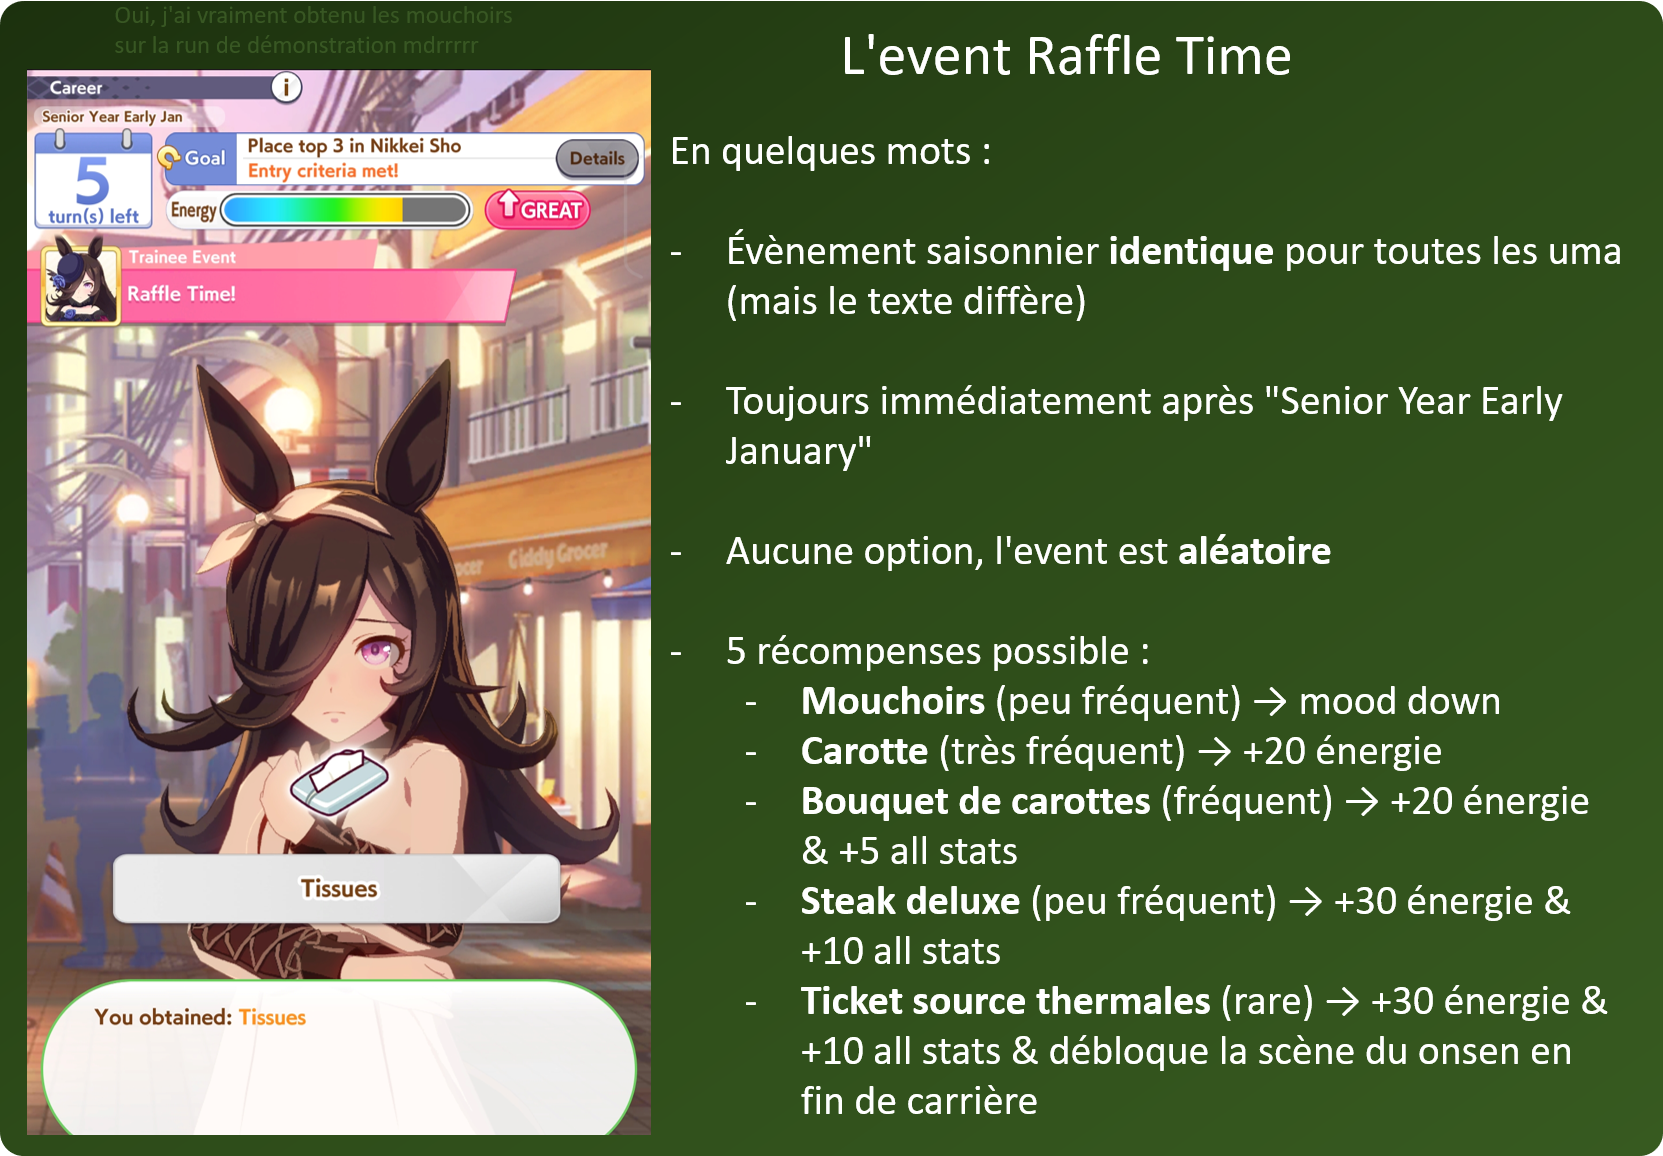 Oui, j'ai vraiment obtenu les mouchoirs
sur la run de démonstration mdrrrrr
L'event Raffle Time
Career
i
Senior Year Early Jan
5
turn(s) left
Goal
Place top 3 in Nikkei Sho
Entry criteria met!
Details
Energy
GREAT
Trainee Event
Raffle Time!
Giddy Grocer
Tissues
You obtained: Tissues
En quelques mots :
- Évènement saisonnier identique pour toutes les uma
(mais le texte diffère)
- Toujours immédiatement après "Senior Year Early
January"
- Aucune option, l'event est aléatoire
- 5 récompenses possible :
- Mouchoirs (peu fréquent) → mood down
- Carotte (très fréquent) → +20 énergie
- Bouquet de carottes (fréquent) → +20 énergie
& +5 all stats
- Steak deluxe (peu fréquent) → +30 énergie &
+10 all stats
- Ticket source thermales (rare) → +30 énergie &
+10 all stats & débloque la scène du onsen en
fin de carrière